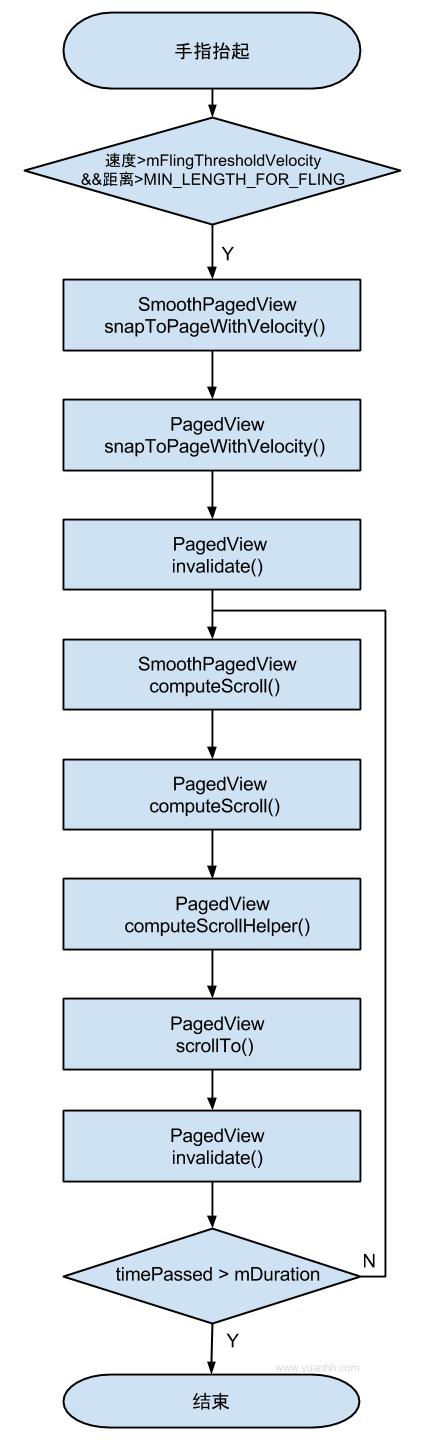 手指抬起
速度>mFlingThresholdVelocity
&&距离>MIN_LENGTH_FOR_FLING
Y
SmoothPagedView
snapToPageWithVelocity()
PagedView
snapToPageWithVelocity()
PagedView
invalidate()
SmoothPagedView
computeScroll()
PagedView
computeScroll()
PagedView
computeScrollHelper()
PagedView
scrollTo()
PagedView
invalidate()
timePassed > mDuration
N
Y
www.yuanhh.com
结束